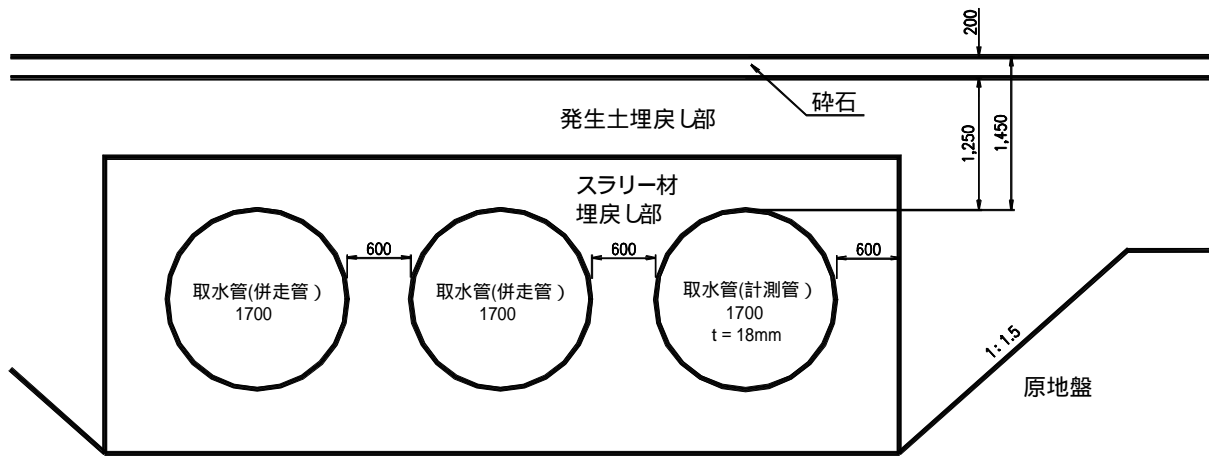 200
砕石
発生土埋戻し部
1,250
1,450
スラリー材
埋戻し部
600
600
600
取水管(併走管)
1700
取水管(併走管)
1700
取水管(計測管)
1700
t = 18mm
1:1.5
原地盤